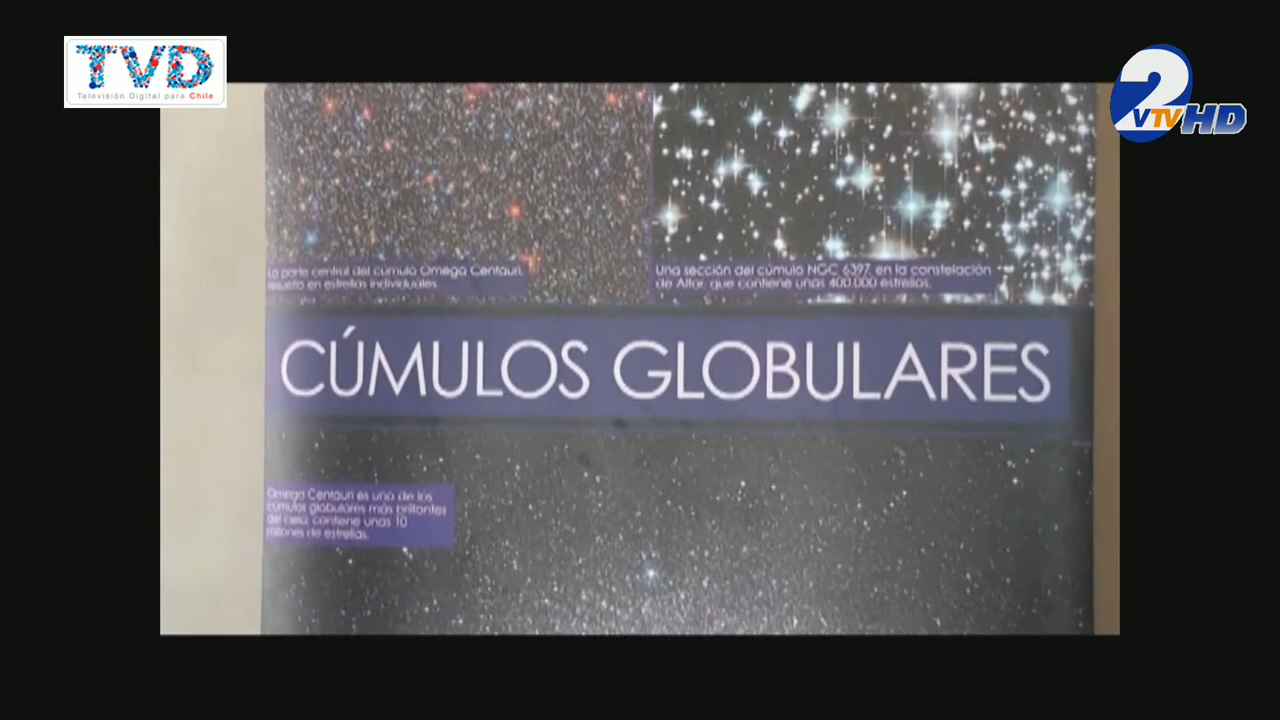 TVD
Televisión Digital para Chile
2
VTV HD
La parte central del cúmulo Omega Centauri,
resuelto en estrellas individuales.
Una sección del cúmulo NGC 6397, en la constelación
de Altar, que contiene unas 400.000 estrellas.
CÚMULOS GLOBULARES
Omega Centauri es uno de los
cúmulos globulares más brillantes
del cielo, contiene unas 10
millones de estrellas.